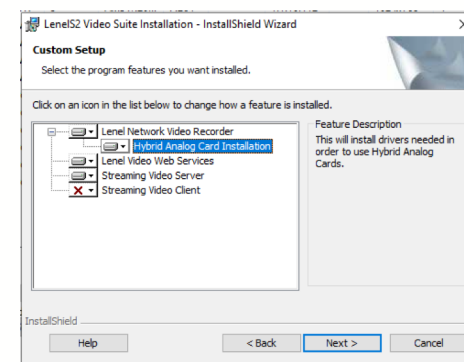 LenelS2 Video Suite Installation - InstallShield Wizard
Custom Setup
Select the program features you want installed.
Click on an icon in the list below to change how a feature is installed.
Lenel Network Video Recorder
Hybrid Analog Card Installation
Lenel Video Web Services
Streaming Video Server
Streaming Video Client
Feature Description
This will install drivers needed in
order to use Hybrid Analog
Cards.
InstallShield
Help
< Back
Next >
Cancel